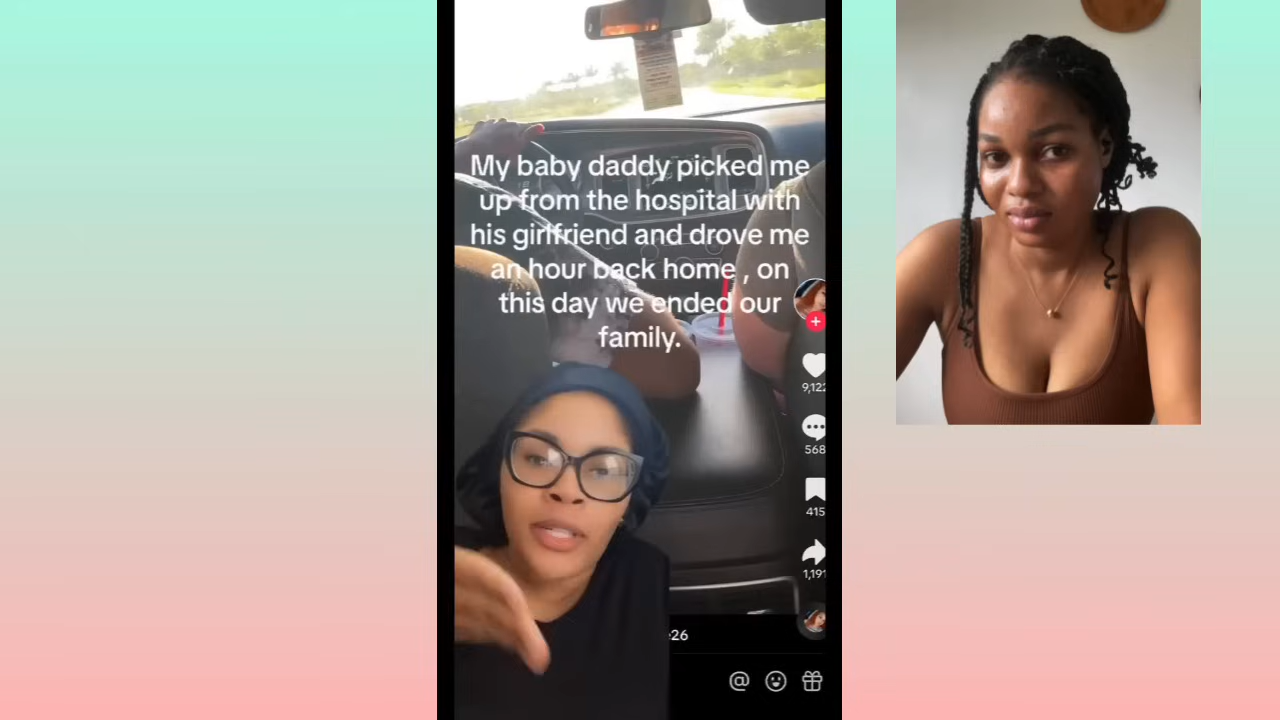 My baby daddy picked me
up from the hospital with
his girlfriend and drove me
an hour back home , on
this day we ended our
family.
9,122
568
415
1,191
26
@